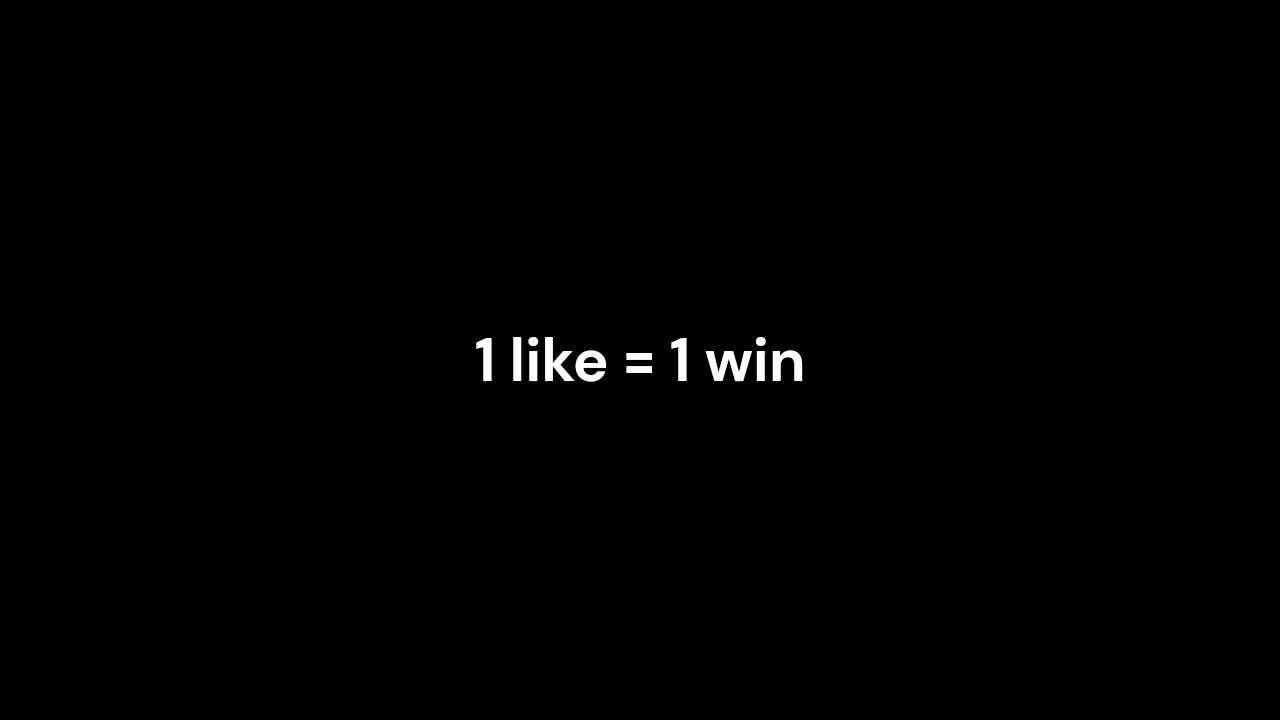 1 like = 1 win